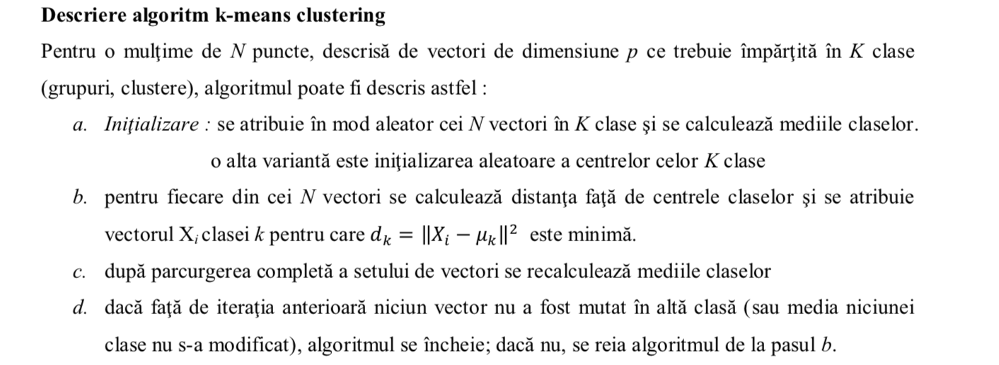 Descriere algoritm k-means clustering
Pentru o mulţime de N puncte, descrisă de vectori de dimensiune p ce trebuie împărţită în K clase
(grupuri, clustere), algoritmul poate fi descris astfel :
a. Iniţializare : se atribuie în mod aleator cei N vectori în K clase şi se calculează mediile claselor.
o alta variantă este iniţializarea aleatoare a centrelor celor K clase
b. pentru fiecare din cei N vectori se calculează distanţa faţă de centrele claselor şi se atribuie
vectorul Xᵢ clasei k pentru care dₖ = ||Xᵢ − μₖ||² este minimă.
c. după parcurgerea completă a setului de vectori se recalculează mediile claselor
d. dacă faţă de iteraţia anterioară niciun vector nu a fost mutat în altă clasă (sau media niciunei
clase nu s-a modificat), algoritmul se încheie; dacă nu, se reia algoritmul de la pasul b.